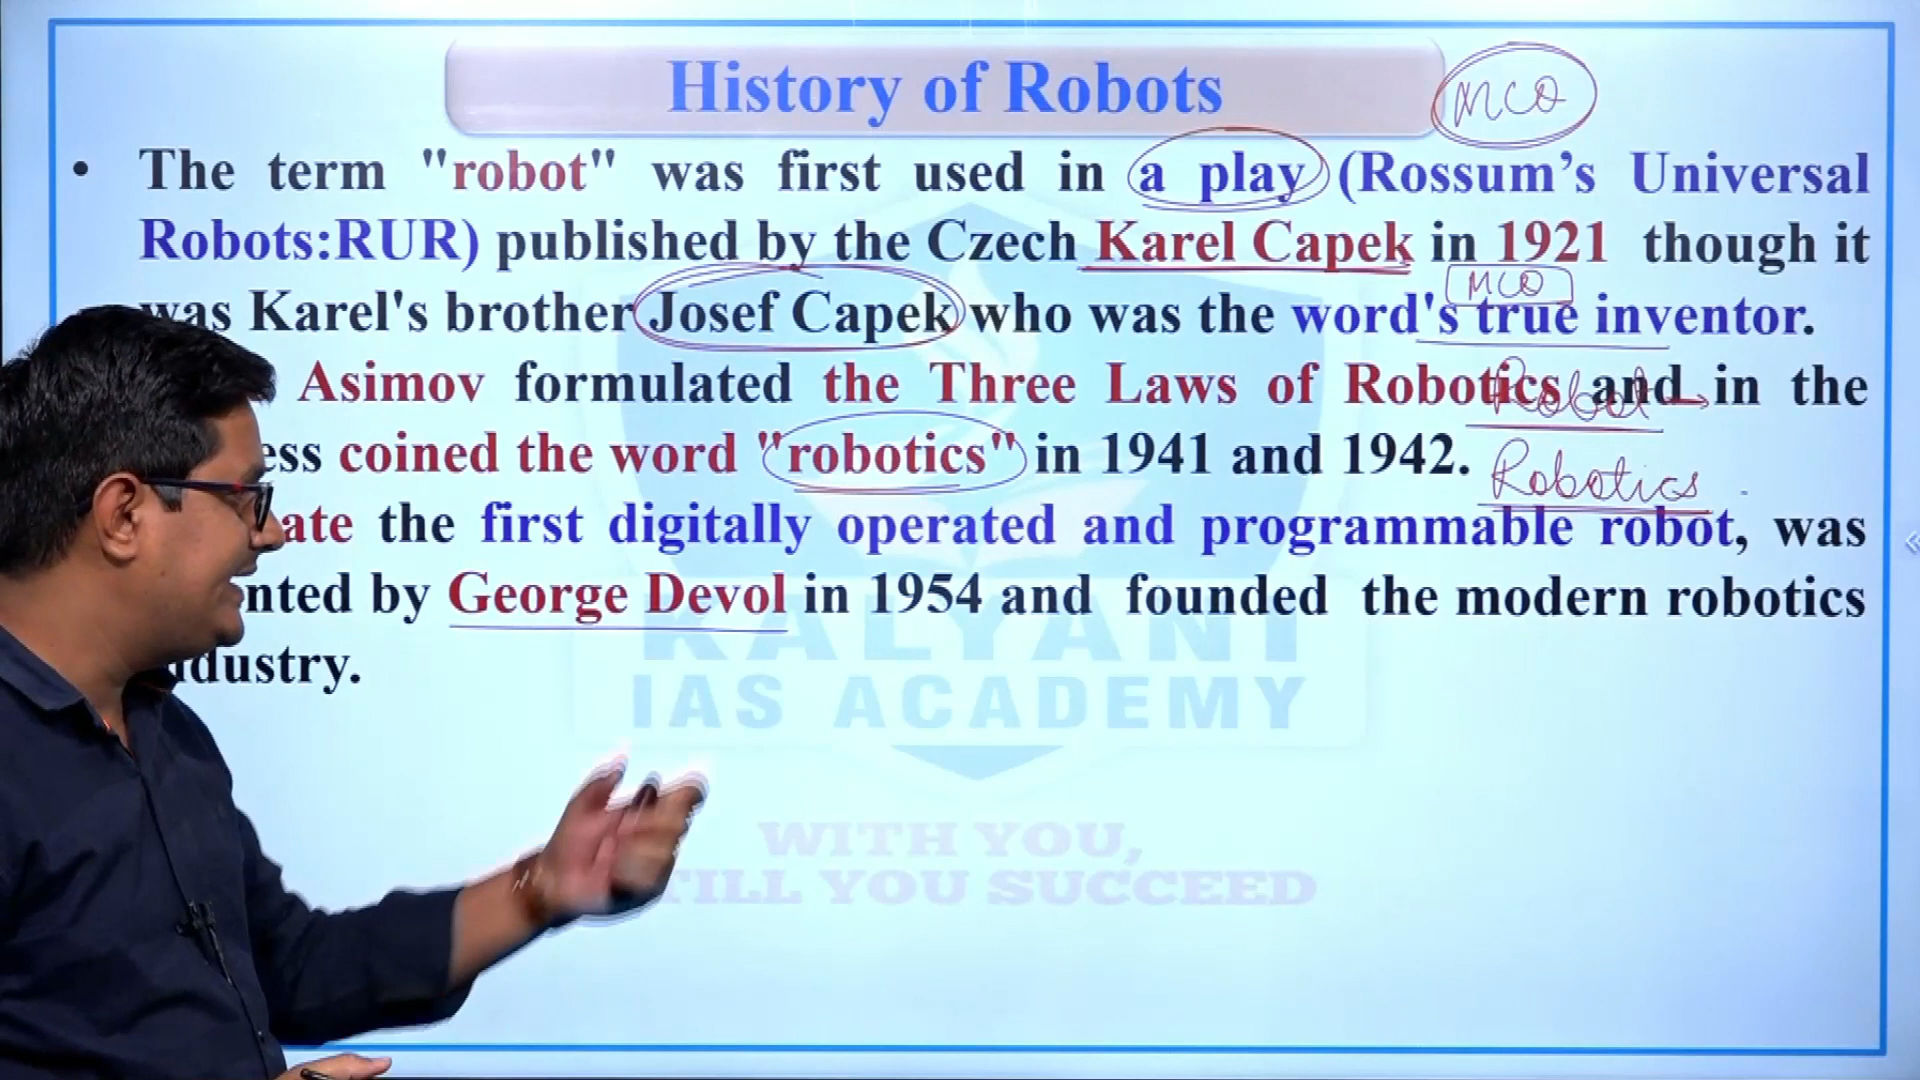 History of Robots
MCQ
• The term "robot" was first used in a play (Rossum’s Universal
Robots:RUR) published by the Czech Karel Capek in 1921 though it
MCQ
was Karel's brother Josef Capek who was the word's true inventor.
Asimov formulated the Three Laws of Robotics and in the
Robot
ess coined the word "robotics" in 1941 and 1942.
Robotics
ate the first digitally operated and programmable robot, was
nted by George Devol in 1954 and founded the modern robotics
ndustry.
KALYANI
IAS ACADEMY
WITH YOU,
TILL YOU SUCCEED